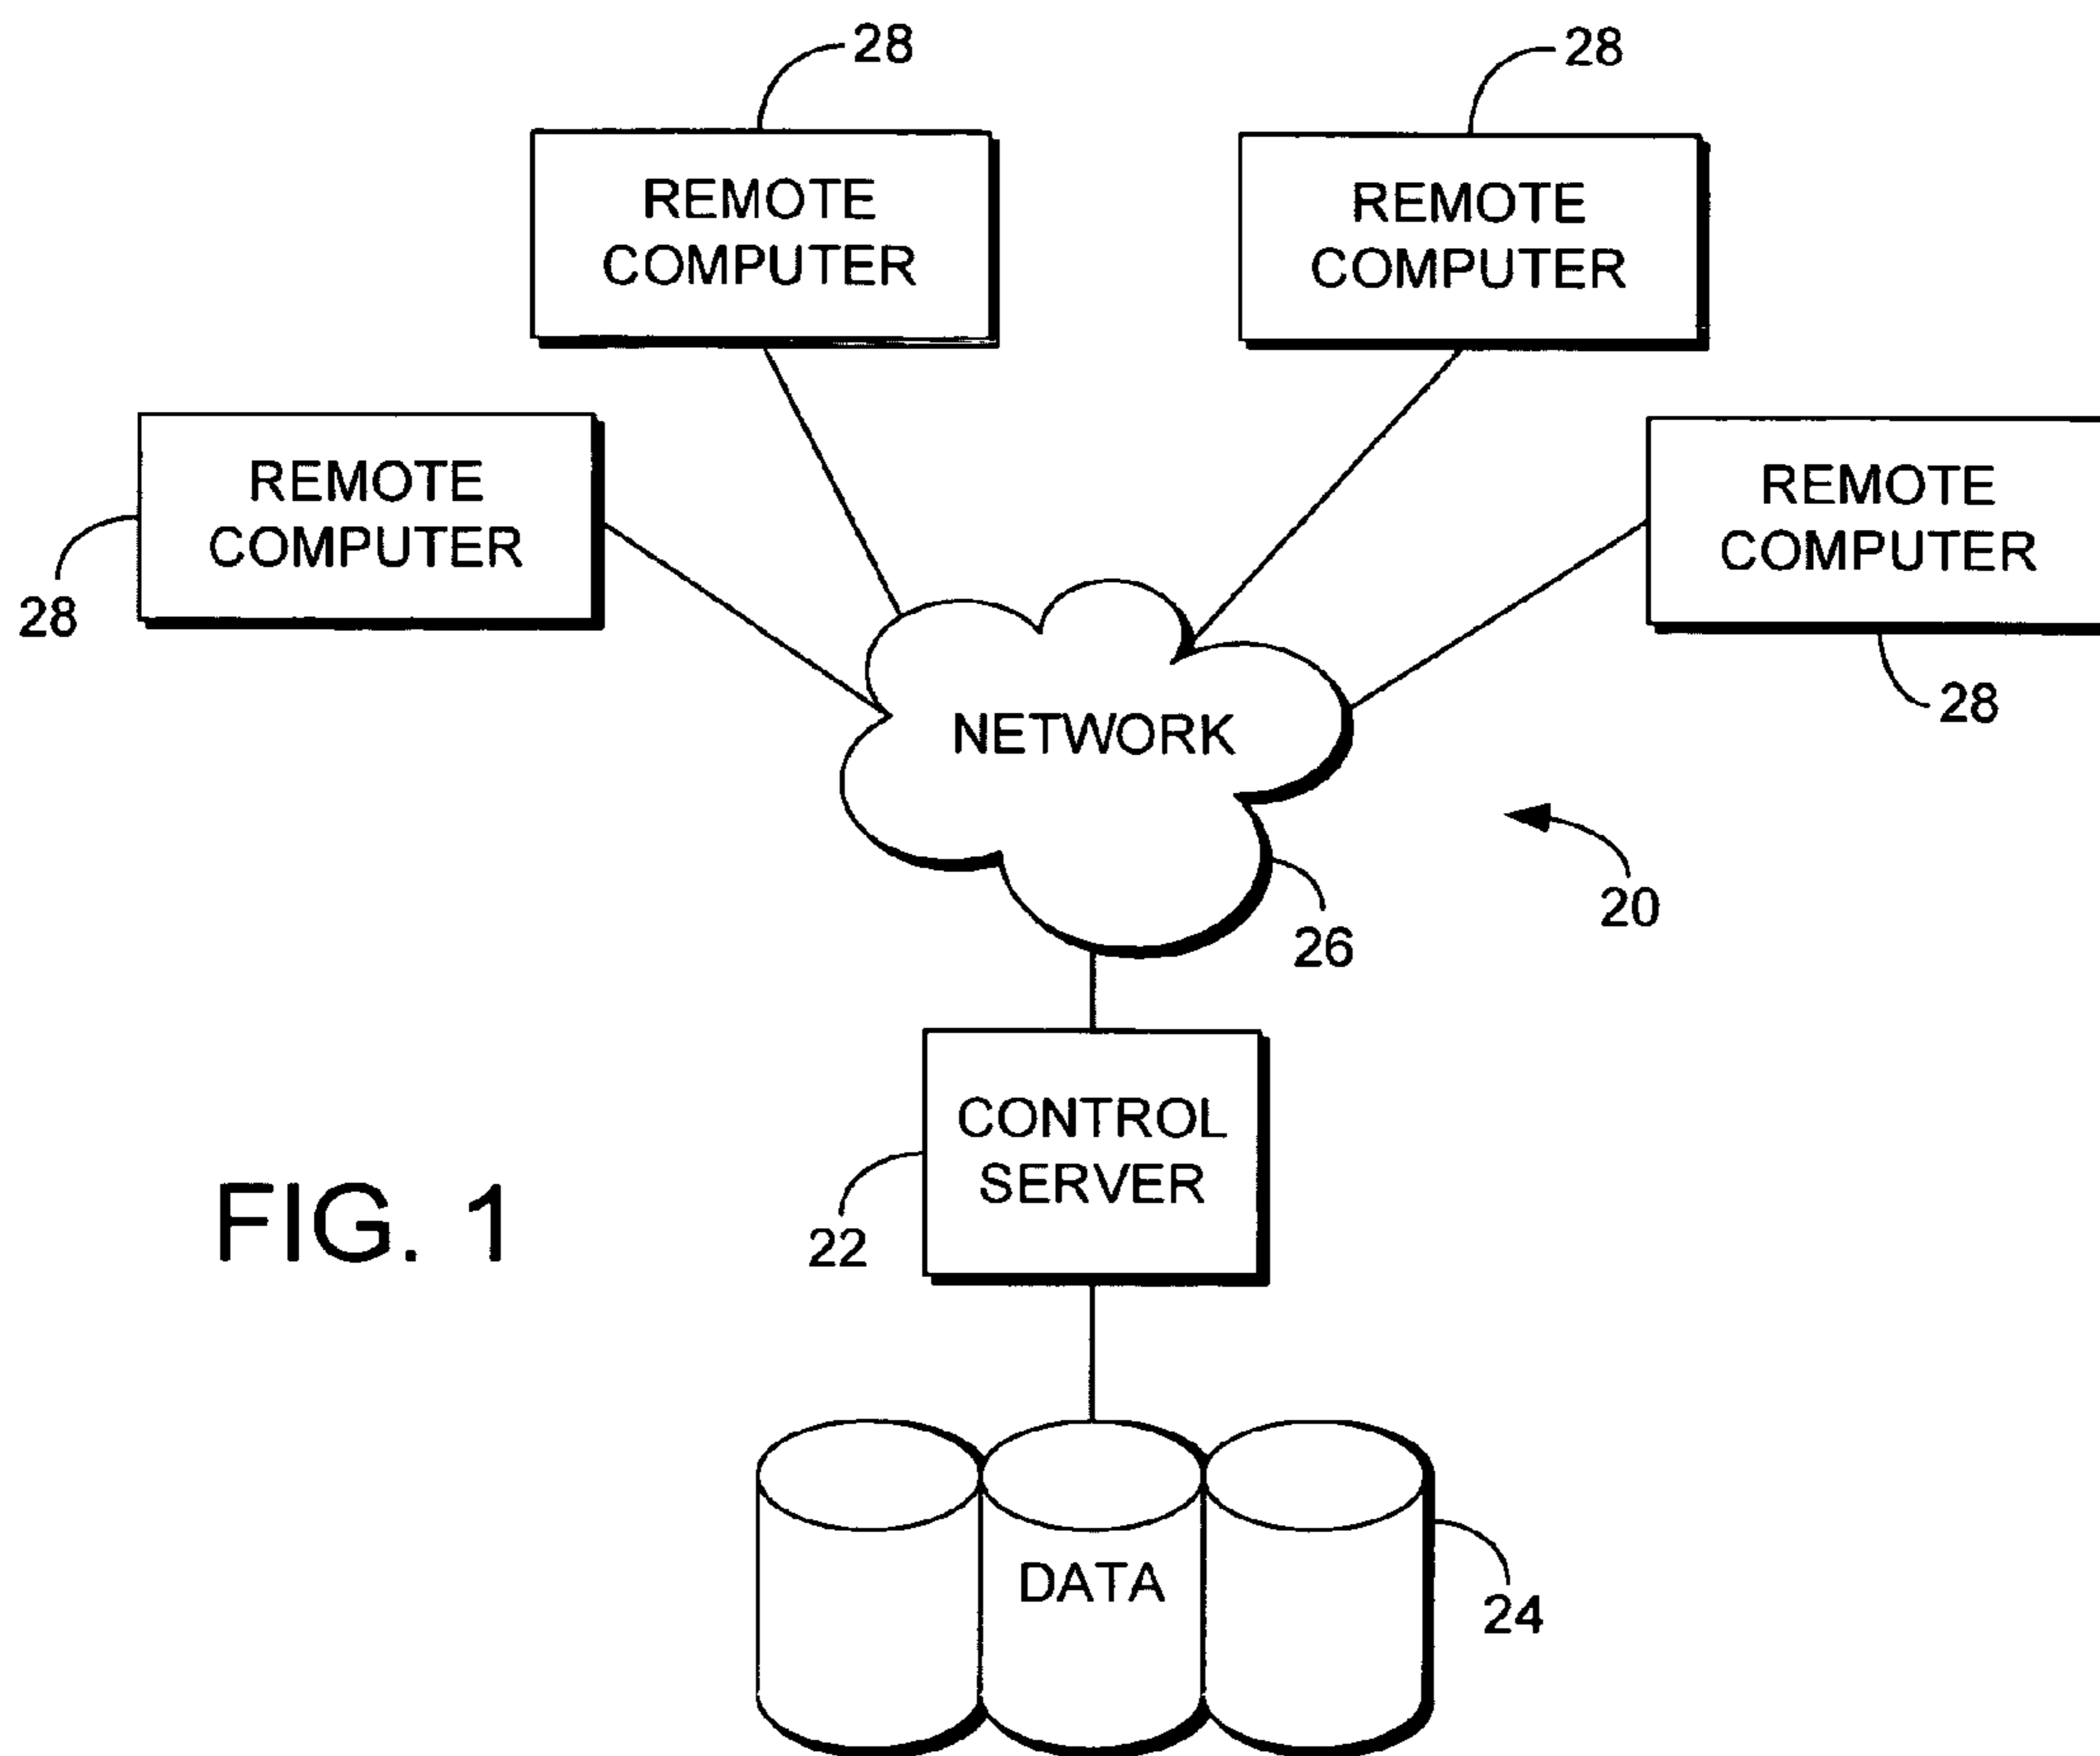 28
28
REMOTE
COMPUTER
REMOTE
COMPUTER
REMOTE
COMPUTER
REMOTE
COMPUTER
28
28
NETWORK
20
26
CONTROL
SERVER
22
FIG. 1
DATA
24